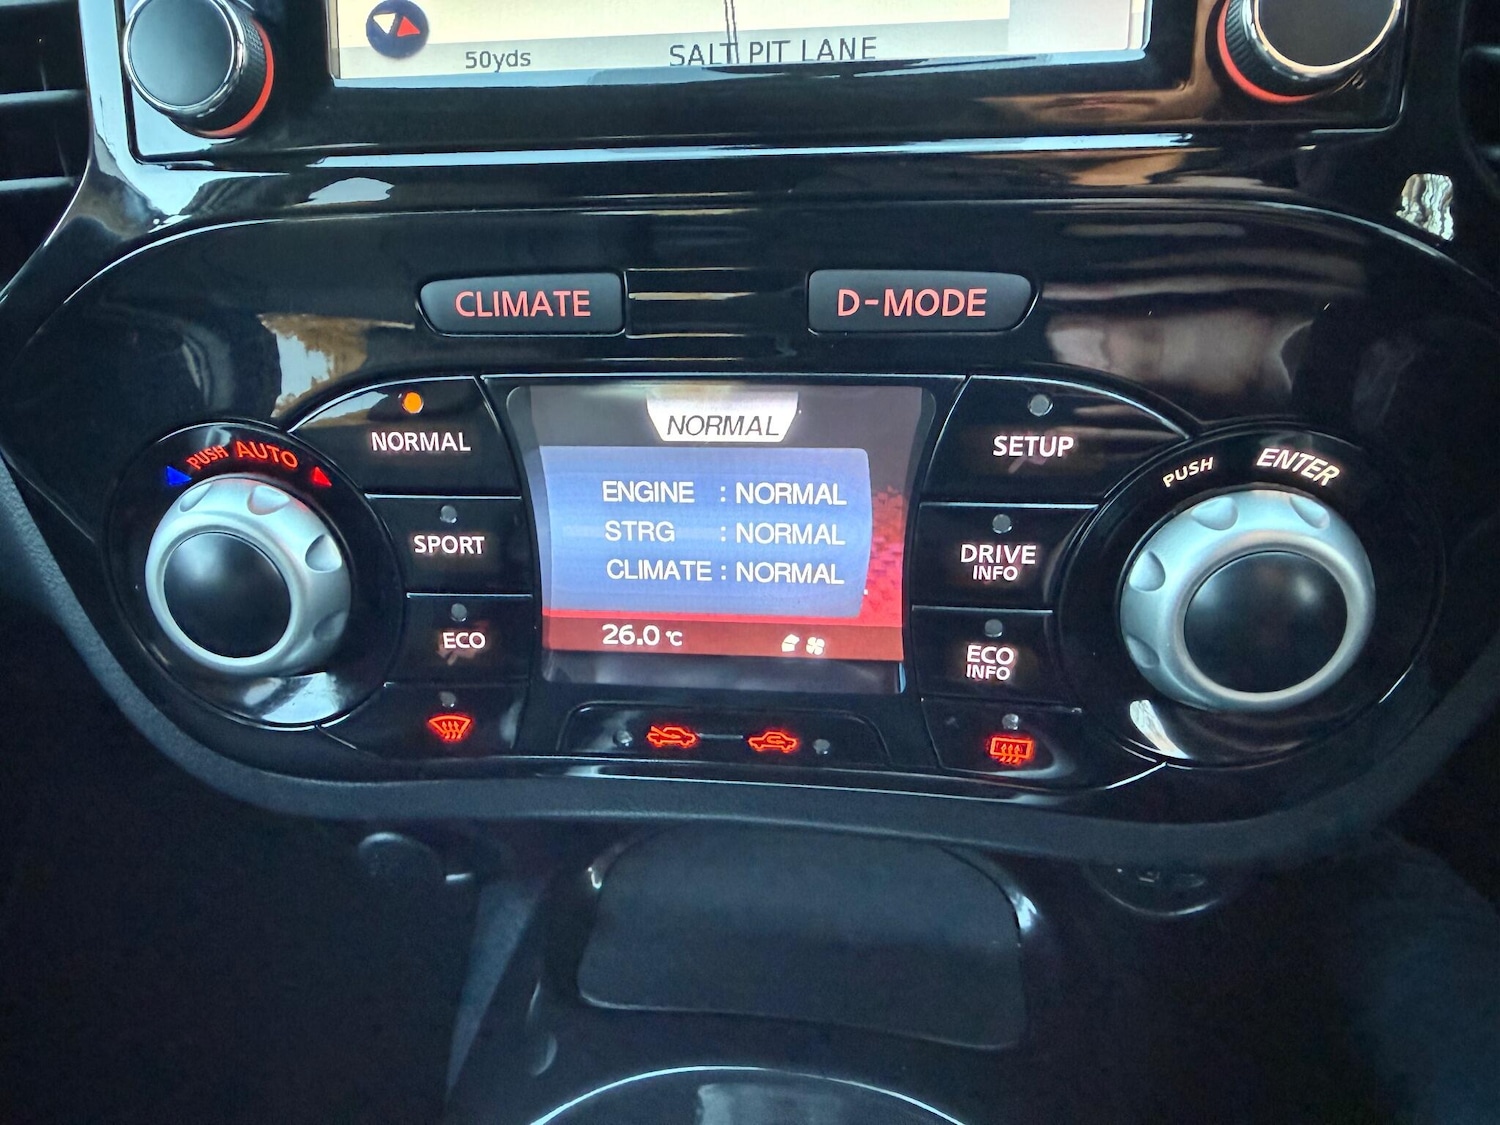 50yds
SALT PIT LANE
CLIMATE
D-MODE
NORMAL
NORMAL
SETUP
PUSH AUTO
PUSH ENTER
ENGINE : NORMAL
STRG : NORMAL
CLIMATE : NORMAL
SPORT
DRIVE
INFO
ECO
26.0 °C
ECO
INFO